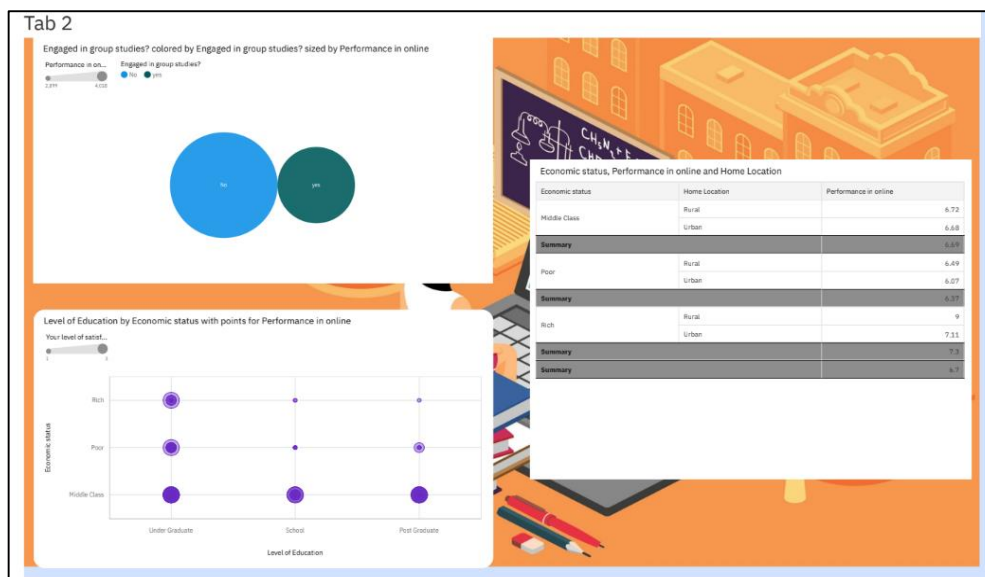 Tab 2
Engaged in group studies? colored by Engaged in group studies? sized by Performance in online
Performance in on... Engaged in group studies?
No yes
No yes
Level of Education by Economic status with points for Performance in online
Your level of satisf...
Rich
Poor
Middle Class
Economic status
Under Graduate School Post Graduate
Level of Education
CH₃N
Economic status, Performance in online and Home Location
Economic status Home Location Performance in online
Middle Class Rural 6.72
Urban 6.68
Summary 6.69
Poor Rural 6.49
Urban 6.07
Summary
Rich Rural 9
Urban 7.11
Summary
Summary 6.7